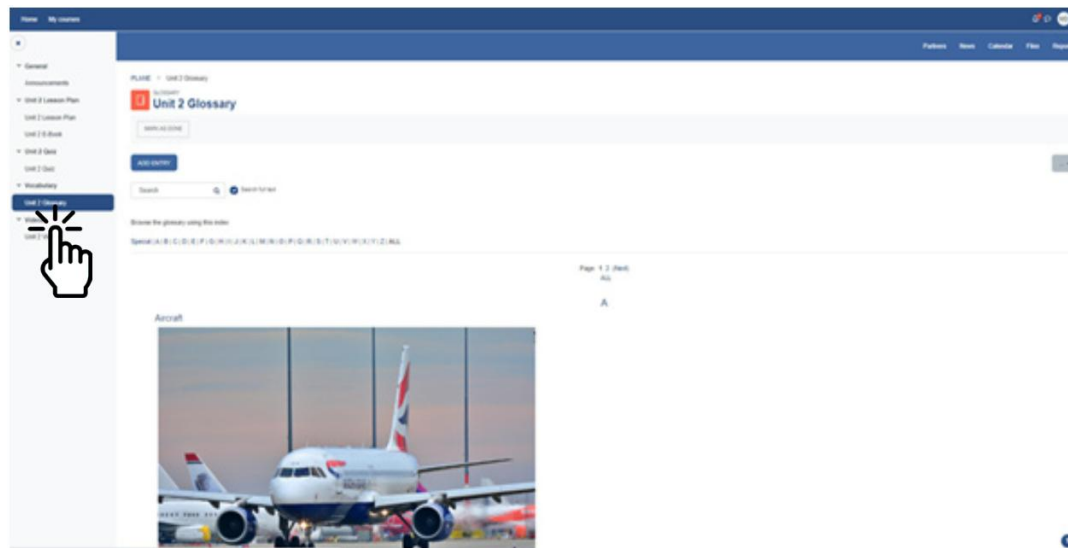 Home My courses
Partners News Calendar Files
General
Announcements
PLANE > Unit 2 Glossary
GLOSSARY
Unit 2 Glossary
Unit 2 Lesson Plan
Unit 2 Lesson Plan
MARK AS DONE
Unit 2 E-Book
Unit 2 Quiz
Unit 2 Quiz
ADD ENTRY
Vocabulary
Search
Search full text
Unit 2 Glossary
Browse the glossary using this index
Unit 2
Special | A | B | C | D | E | F | G | H | I | J | K | L | M | N | O | P | Q | R | S | T | U | V | W | X | Y | Z | ALL
Page: 1 2 (Next)
ALL
A
Aircraft